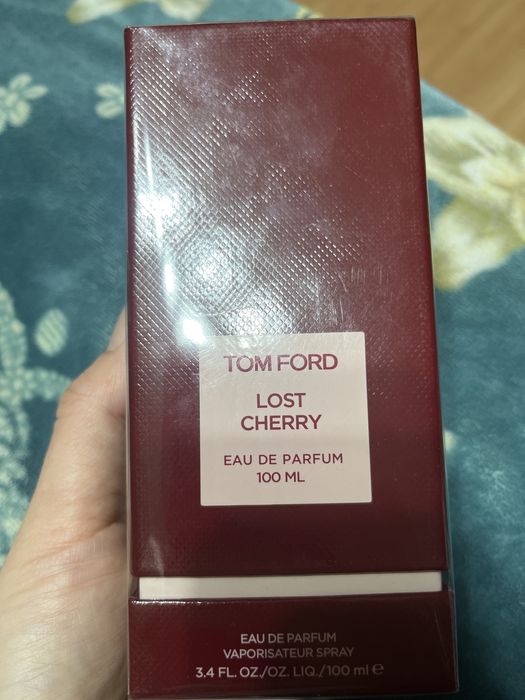 TOM FORD
LOST
CHERRY
EAU DE PARFUM
100 ML
EAU DE PARFUM
VAPORISATEUR SPRAY
3.4 FL. OZ./OZ. LIQ./100 ml ℮